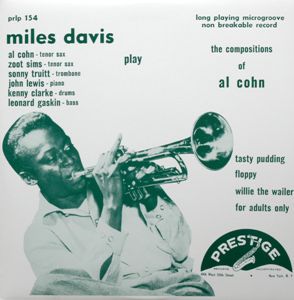 prlp 154
long playing microgroove
non breakable record
miles davis
al cohn - tenor sax
zoot sims - tenor sax
sonny truitt - trombone
john lewis - piano
kenny clarke - drums
leonard gaskin - bass
play
the compositions
of
al cohn
tasty pudding
floppy
willie the wailer
for adults only
PRESTIGE
New York, N. Y.